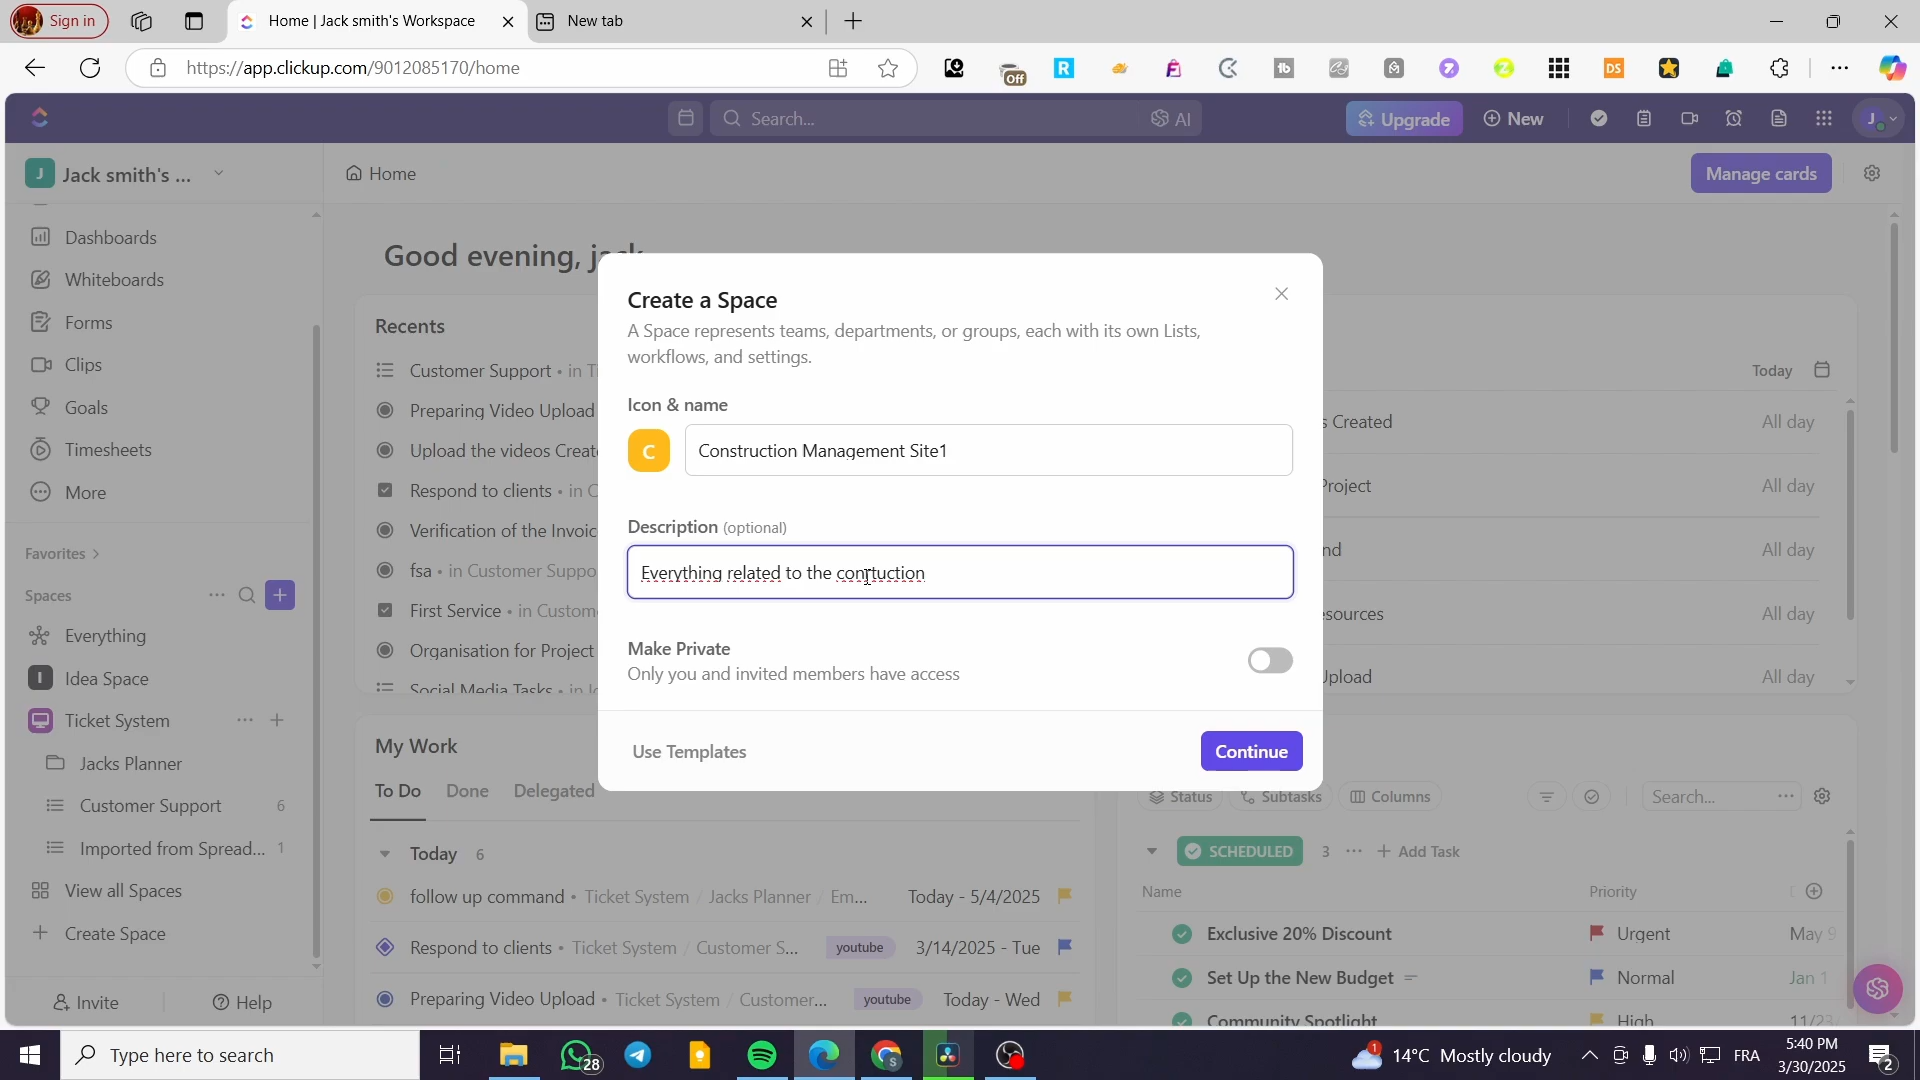 Sign in
Home | Jack smith's Workspace
New tab
https://app.clickup.com/9012085170/home
Off
Search...
AI
Upgrade
New
J
J Jack smith's ...
Home
Manage cards
Dashboards
Whiteboards
Forms
Clips
Goals
Timesheets
More
Favorites
Spaces
Everything
I Idea Space
Ticket System
Jacks Planner
Customer Support 6
Imported from Spread... 1
View all Spaces
Create Space
Invite
Help
Good evening, jack
Recents
Customer Support • in Ti
Preparing Video Upload
Upload the videos Creat
Respond to clients • in C
Verification of the Invoic
fsa • in Customer Suppo
First Service • in Custom
Organisation for Project
Social Media Tasks • in Id
Today
s Created All day
Project All day
nd All day
sources All day
Upload All day
Create a Space
A Space represents teams, departments, or groups, each with its own Lists,
workflows, and settings.
Icon & name
C Construction Management Site1
Description (optional)
Everything related to the contuction
Make Private
Only you and invited members have access
Use Templates
Continue
My Work
To Do Done Delegated
Today 6
follow up command • Ticket System / Jacks Planner / Em... Today - 5/4/2025
Respond to clients • Ticket System / Customer S... youtube 3/14/2025 - Tue
Preparing Video Upload • Ticket System / Customer... youtube Today - Wed
Status Subtasks Columns Search...
SCHEDULED 3 Add Task
Name Priority
Exclusive 20% Discount Urgent May 9
Set Up the New Budget Normal Jan 1
Community Spotlight High 11/23
Type here to search
28
14°C Mostly cloudy
FRA
5:40 PM
3/30/2025
2